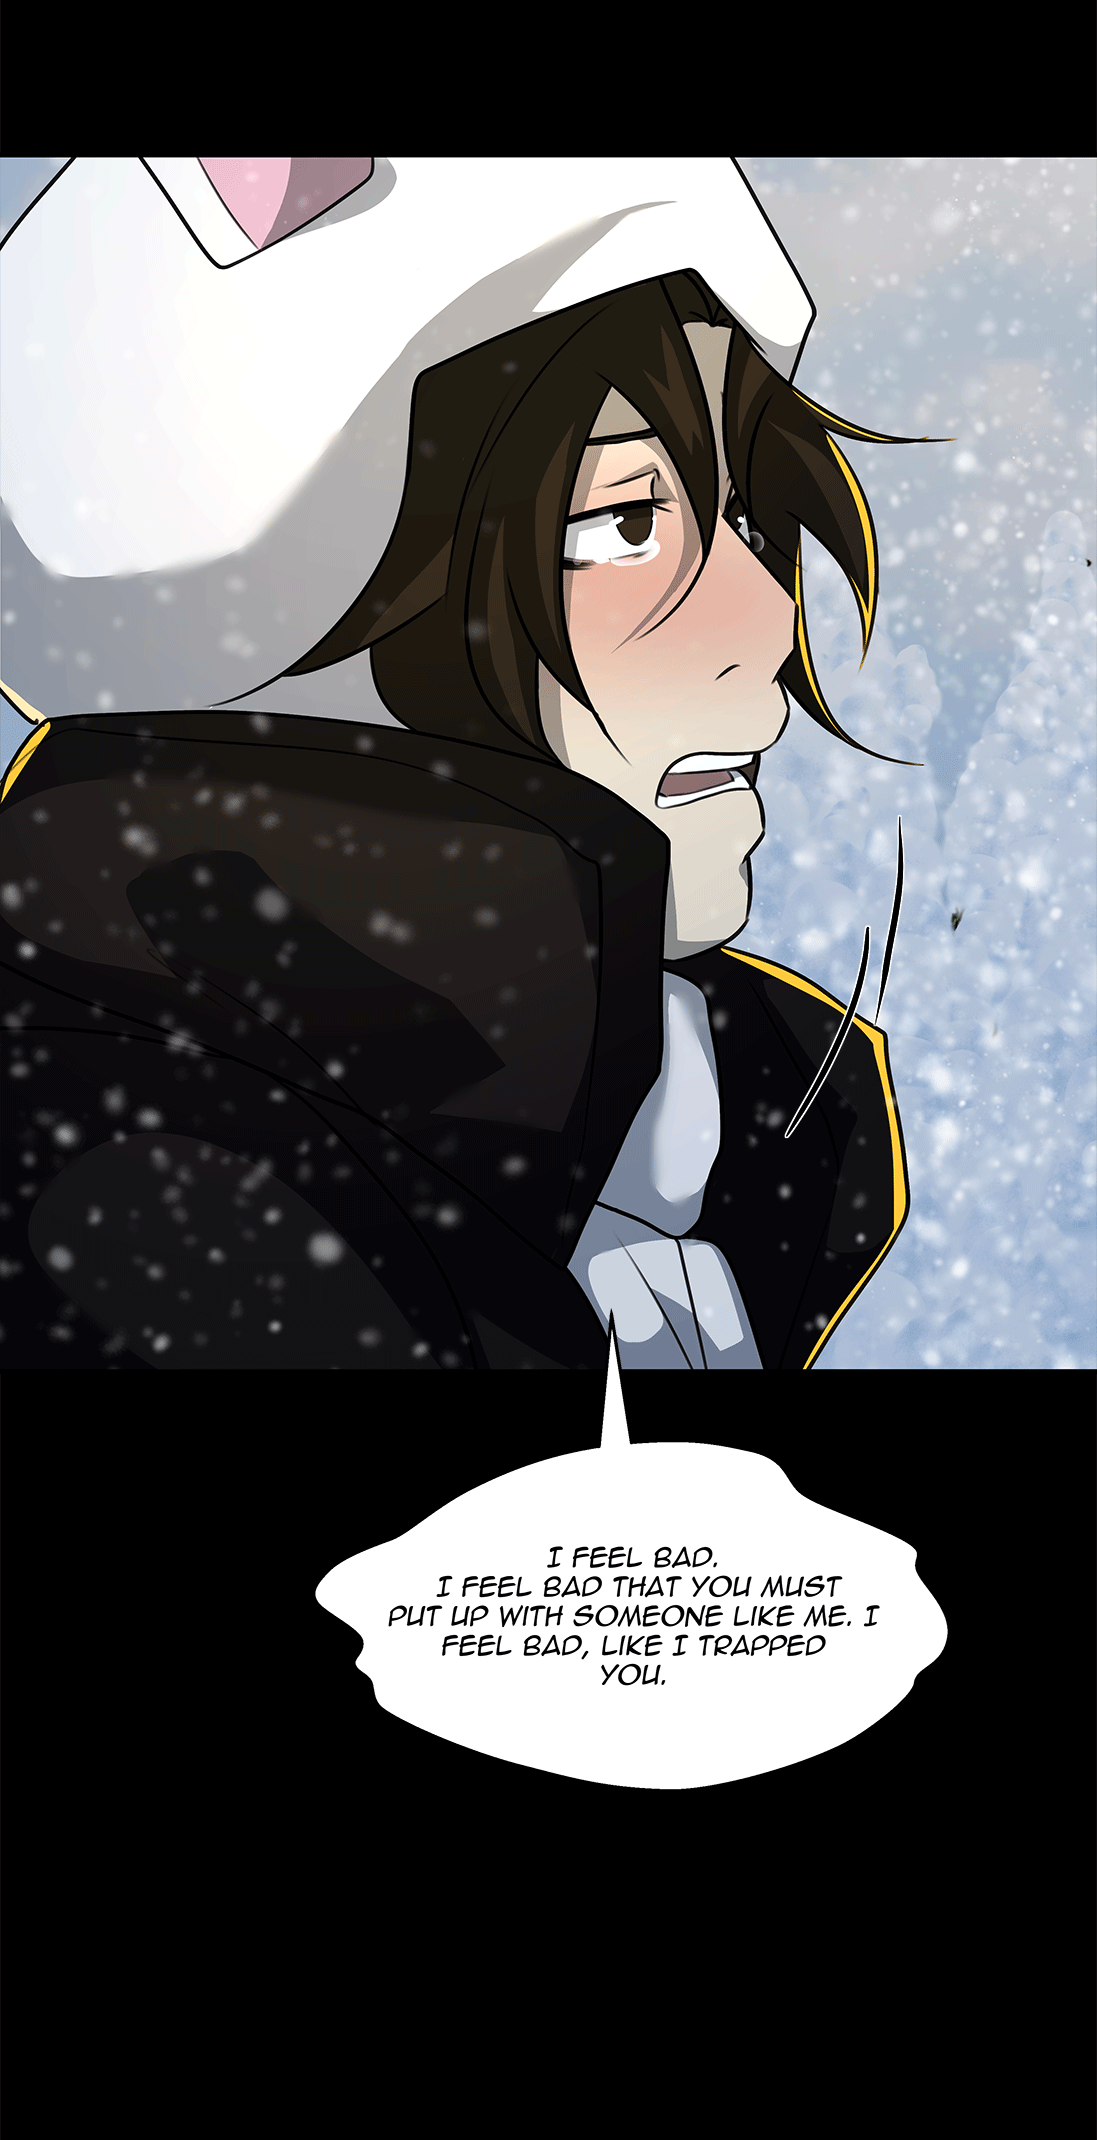 I FEEL BAD.
I FEEL BAD THAT YOU MUST
PUT UP WITH SOMEONE LIKE ME. I
FEEL BAD, LIKE I TRAPPED
YOU.